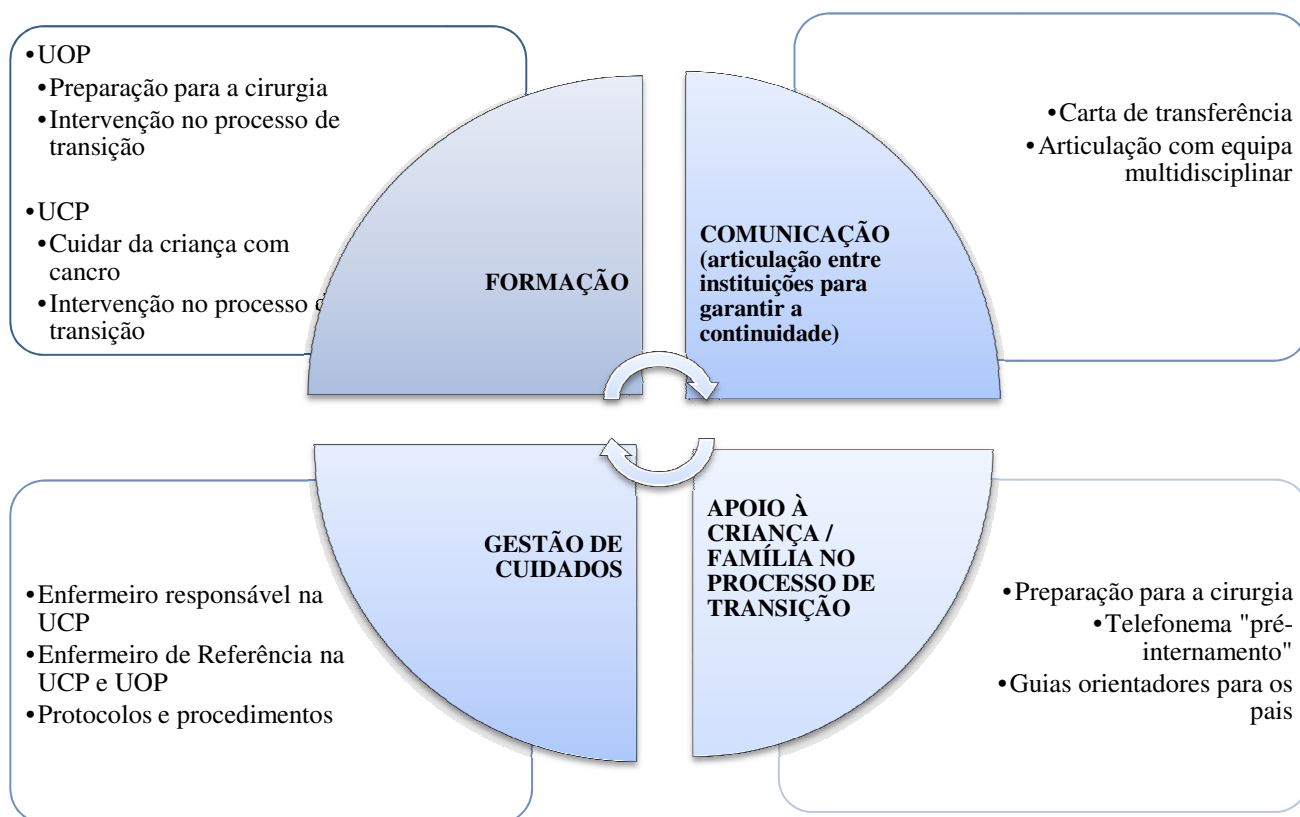 •UOP
•Preparação para a cirurgia
•Intervenção no processo de
transição
•UCP
•Cuidar da criança com
cancro
•Intervenção no processo d
transição
FORMAÇÃO
COMUNICAÇÃO
(articulação entre
instituições para
garantir a
continuidade)
•Carta de transferência
•Articulação com equipa
multidisciplinar
•Enfermeiro responsável na
UCP
•Enfermeiro de Referência na
UCP e UOP
•Protocolos e procedimentos
GESTÃO DE
CUIDADOS
APOIO À
CRIANÇA /
FAMÍLIA NO
PROCESSO DE
TRANSIÇÃO
•Preparação para a cirurgia
•Telefonema "pré-
internamento"
•Guias orientadores para os
pais